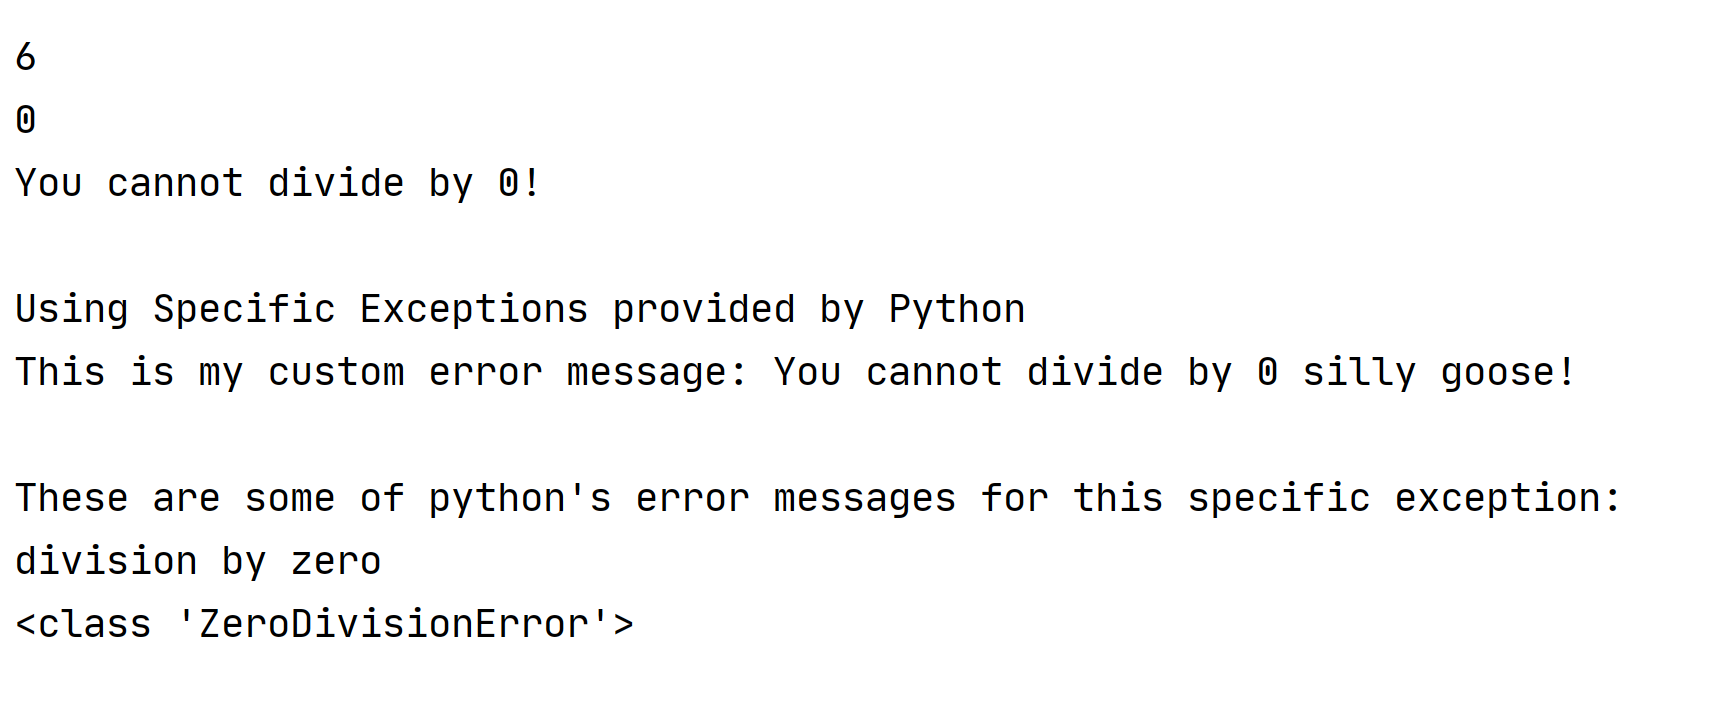 6
0
You cannot divide by 0!
Using Specific Exceptions provided by Python
This is my custom error message: You cannot divide by 0 silly goose!
These are some of python's error messages for this specific exception:
division by zero
<class 'ZeroDivisionError'>